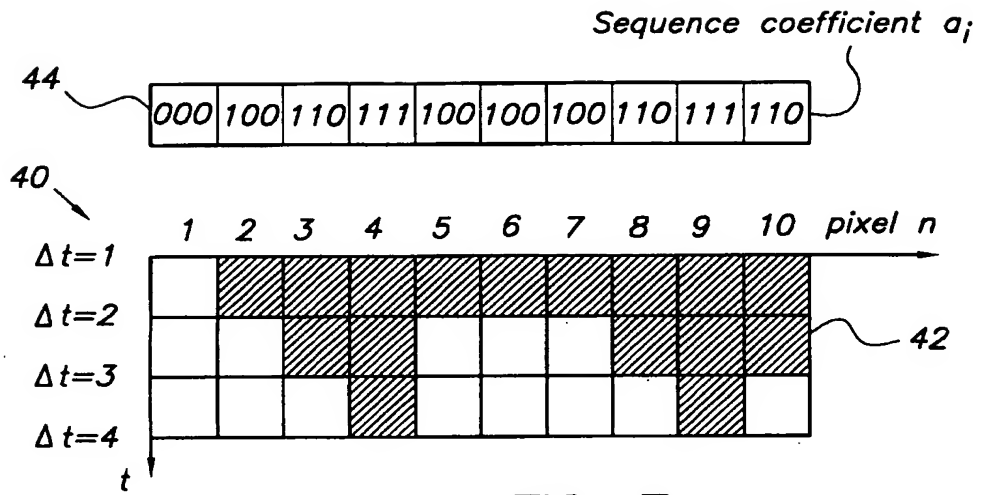 Sequence coefficient ai
44
000 100 110 111 100 100 100 110 111 110
40
1 2 3 4 5 6 7 8 9 10 pixel n
Δt=1
Δt=2
42
Δt=3
Δt=4
t